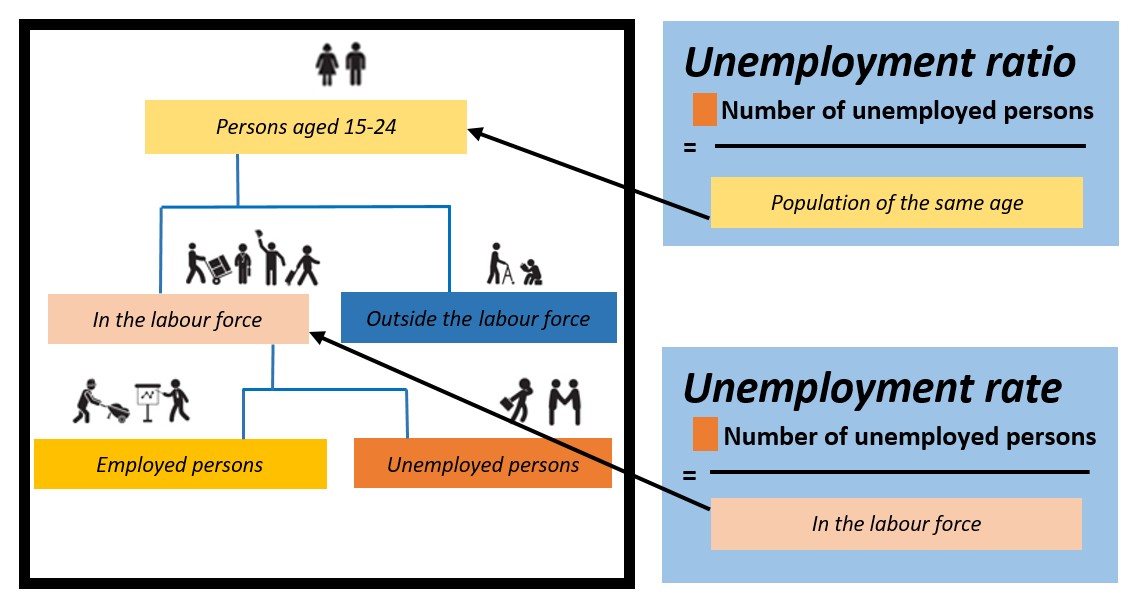 Persons aged 15-24
In the labour force
Outside the labour force
Employed persons
Unemployed persons
Unemployment ratio
Number of unemployed persons
=
Population of the same age
Unemployment rate
Number of unemployed persons
=
In the labour force